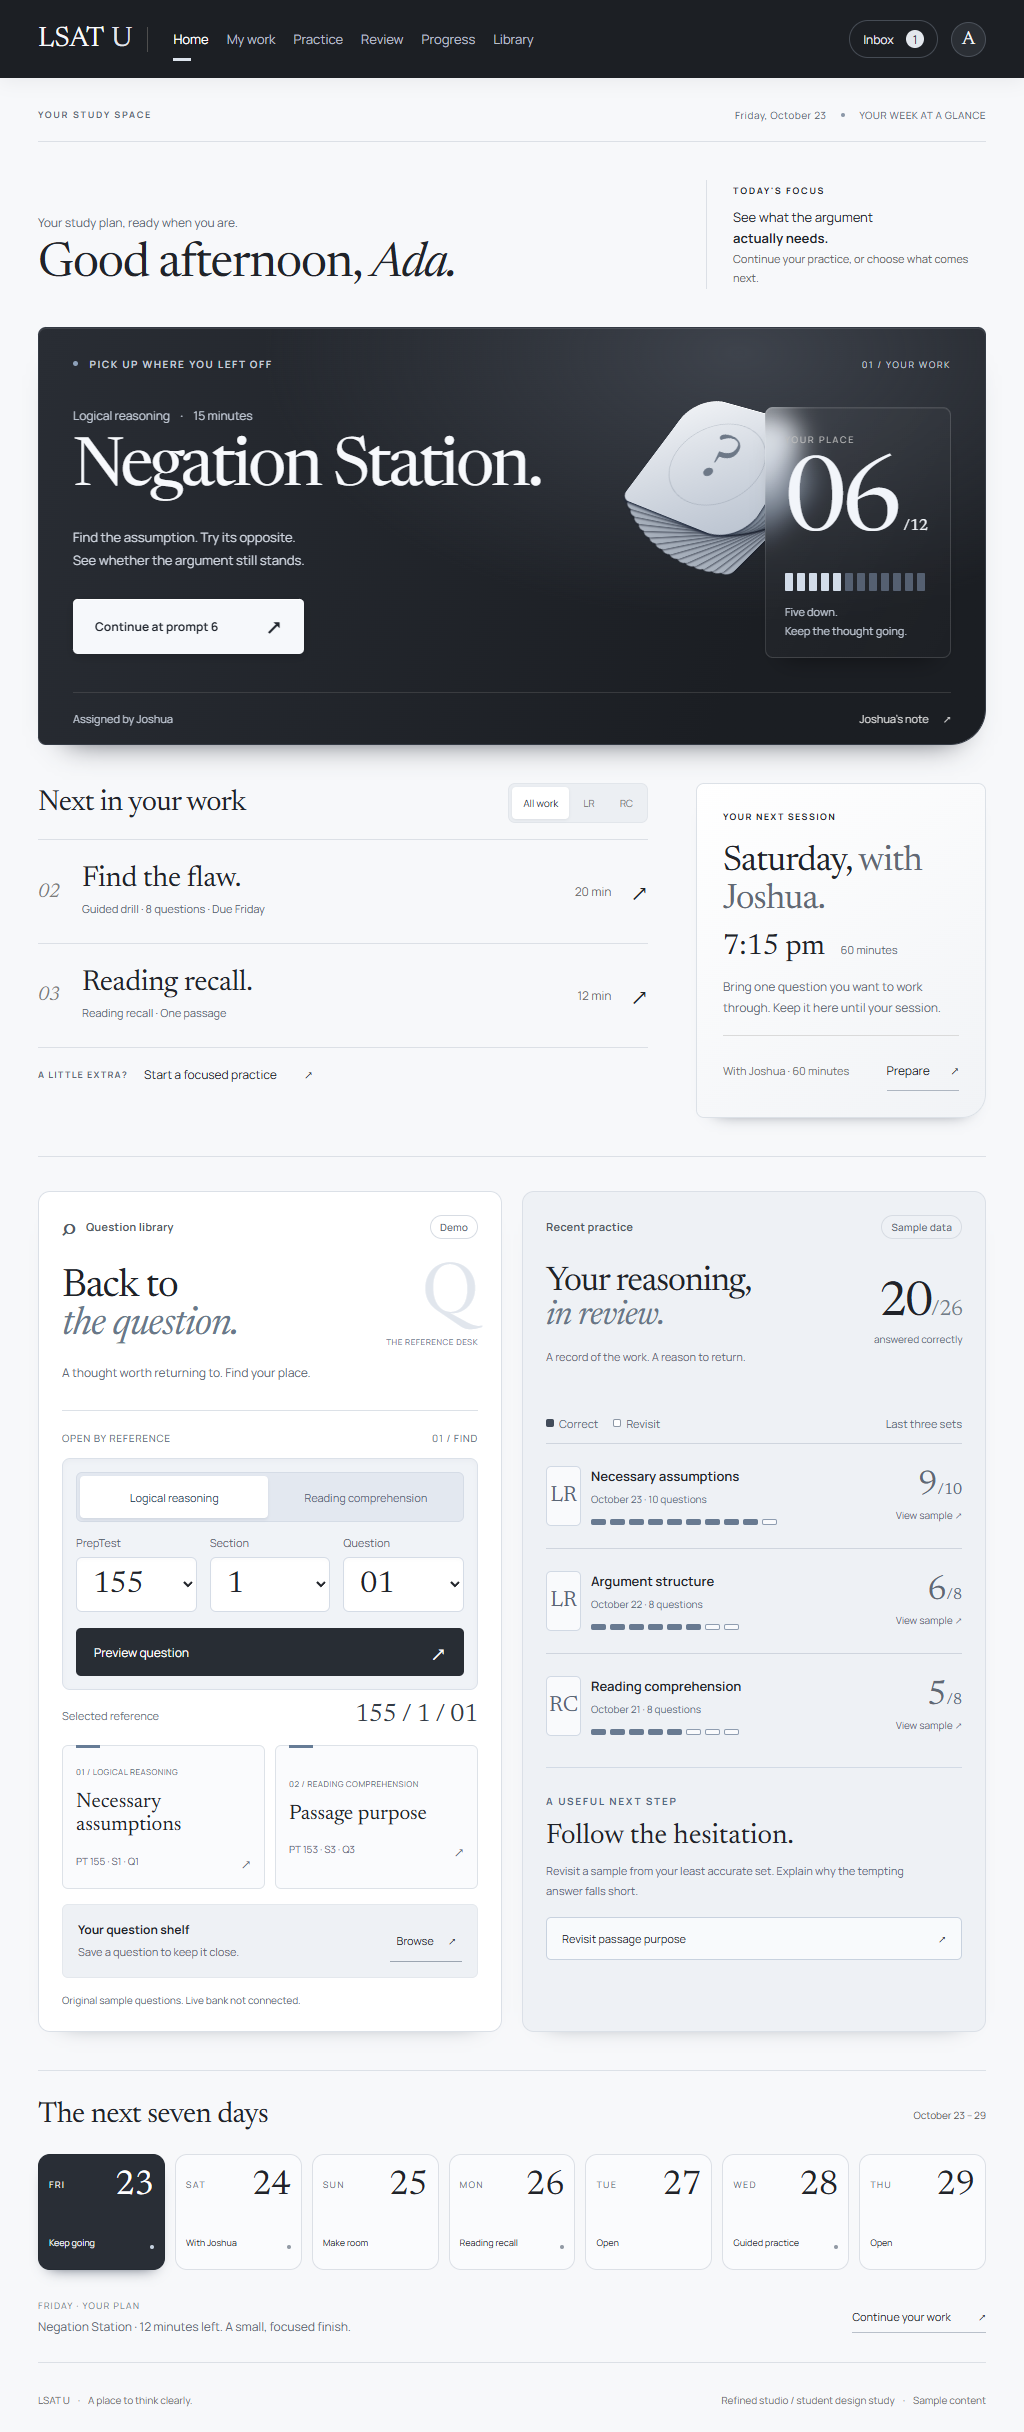 LSAT U
Home
My work
Practice
Review
Progress
Library
Inbox 1
A
YOUR STUDY SPACE
Friday, October 23 • YOUR WEEK AT A GLANCE
Your study plan, ready when you are.
Good afternoon, Ada.
TODAY'S FOCUS
See what the argument
actually needs.
Continue your practice, or choose what comes
next.
• PICK UP WHERE YOU LEFT OFF
01 / YOUR WORK
Logical reasoning · 15 minutes
Negation Station.
Find the assumption. Try its opposite.
See whether the argument still stands.
Continue at prompt 6 ↗
?
YOUR PLACE
06 /12
Five down.
Keep the thought going.
Assigned by Joshua
Joshua's note ↗
Next in your work
All work
LR
RC
02
Find the flaw.
Guided drill · 8 questions · Due Friday
20 min ↗
03
Reading recall.
Reading recall · One passage
12 min ↗
A LITTLE EXTRA? Start a focused practice ↗
YOUR NEXT SESSION
Saturday, with
Joshua.
7:15 pm 60 minutes
Bring one question you want to work
through. Keep it here until your session.
With Joshua · 60 minutes
Prepare ↗
Question library
Demo
Back to
the question.
Q
THE REFERENCE DESK
A thought worth returning to. Find your place.
OPEN BY REFERENCE
01 / FIND
Logical reasoning
Reading comprehension
PrepTest
Section
Question
155
1
01
Preview question ↗
Selected reference
155 / 1 / 01
01 / LOGICAL REASONING
Necessary
assumptions
PT 155 · S1 · Q1 ↗
02 / READING COMPREHENSION
Passage purpose
PT 153 · S3 · Q3 ↗
Your question shelf
Save a question to keep it close.
Browse ↗
Original sample questions. Live bank not connected.
Recent practice
Sample data
Your reasoning,
in review.
20/26
answered correctly
A record of the work. A reason to return.
Correct
Revisit
Last three sets
LR
Necessary assumptions
October 23 · 10 questions
9/10
View sample ↗
LR
Argument structure
October 22 · 8 questions
6/8
View sample ↗
RC
Reading comprehension
October 21 · 8 questions
5/8
View sample ↗
A USEFUL NEXT STEP
Follow the hesitation.
Revisit a sample from your least accurate set. Explain why the tempting
answer falls short.
Revisit passage purpose ↗
The next seven days
October 23 – 29
FRI 23
Keep going
SAT 24
With Joshua
SUN 25
Make room
MON 26
Reading recall
TUE 27
Open
WED 28
Guided practice
THU 29
Open
FRIDAY · YOUR PLAN
Negation Station · 12 minutes left. A small, focused finish.
Continue your work ↗
LSAT U · A place to think clearly.
Refined studio / student design study · Sample content